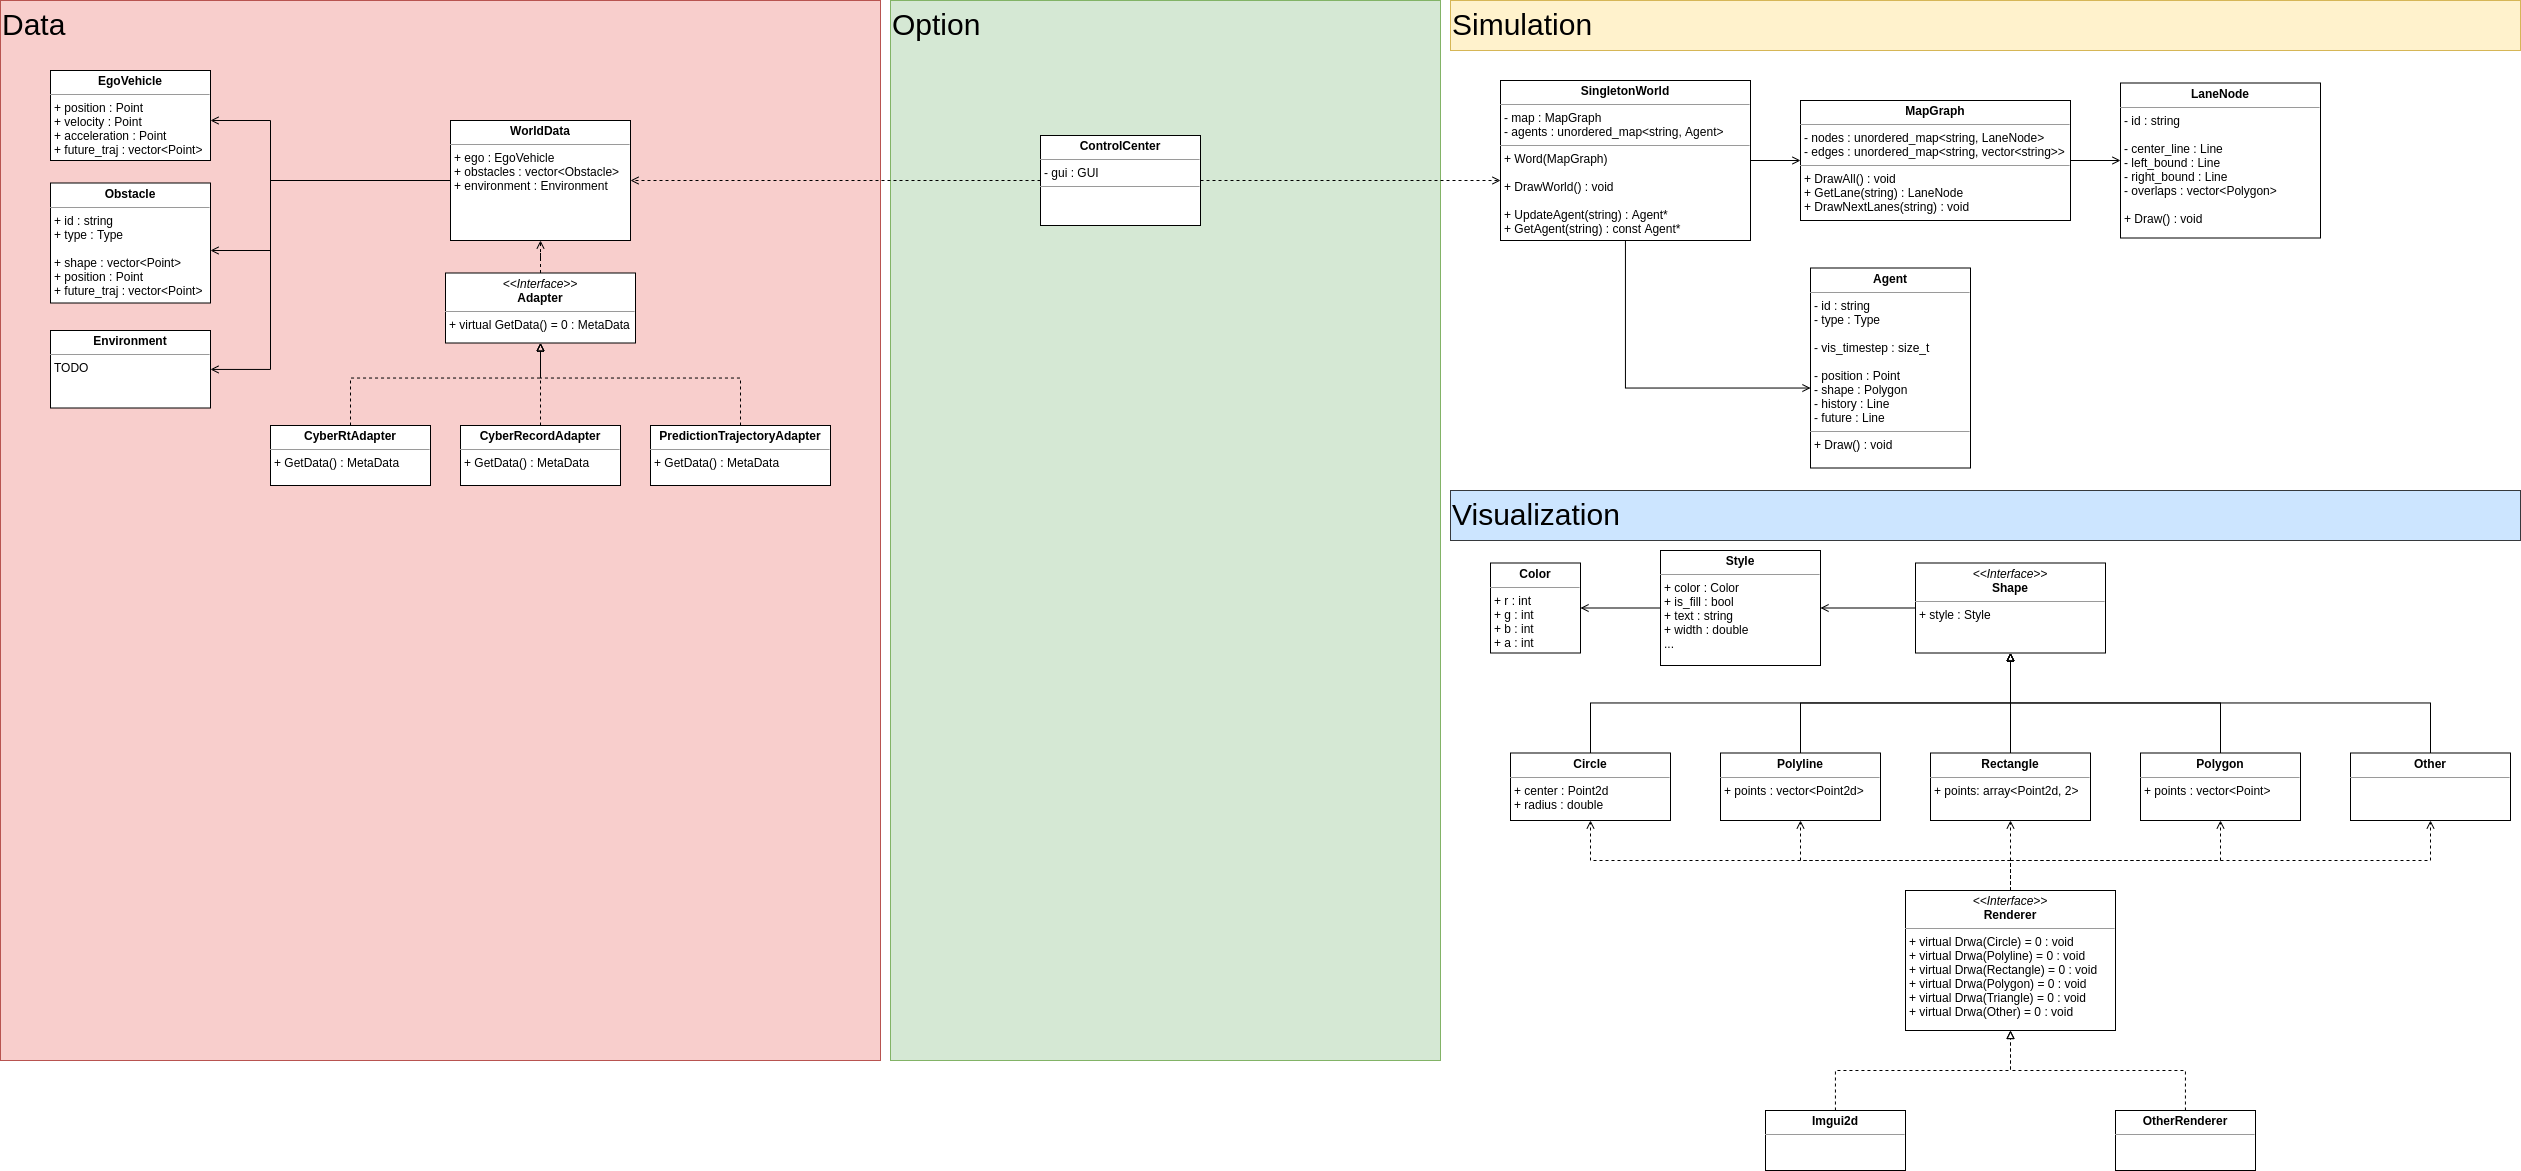 Data
EgoVehicle
+ position : Point
+ velocity : Point
+ acceleration : Point
+ future_traj : vector<Point>
Obstacle
+ id : string
+ type : Type
+ shape : vector<Point>
+ position : Point
+ future_traj : vector<Point>
Environment
TODO
WorldData
+ ego : EgoVehicle
+ obstacles : vector<Obstacle>
+ environment : Environment
<<Interface>>
Adapter
+ virtual GetData() = 0 : MetaData
CyberRtAdapter
+ GetData() : MetaData
CyberRecordAdapter
+ GetData() : MetaData
PredictionTrajectoryAdapter
+ GetData() : MetaData
Option
ControlCenter
- gui : GUI
Simulation
SingletonWorld
- map : MapGraph
- agents : unordered_map<string, Agent>
+ Word(MapGraph)
+ DrawWorld() : void
+ UpdateAgent(string) : Agent*
+ GetAgent(string) : const Agent*
MapGraph
- nodes : unordered_map<string, LaneNode>
- edges : unordered_map<string, vector<string>>
+ DrawAll() : void
+ GetLane(string) : LaneNode
+ DrawNextLanes(string) : void
LaneNode
- id : string
- center_line : Line
- left_bound : Line
- right_bound : Line
- overlaps : vector<Polygon>
+ Draw() : void
Agent
- id : string
- type : Type
- vis_timestep : size_t
- position : Point
- shape : Polygon
- history : Line
- future : Line
+ Draw() : void
Visualization
Color
+ r : int
+ g : int
+ b : int
+ a : int
Style
+ color : Color
+ is_fill : bool
+ text : string
+ width : double
...
<<Interface>>
Shape
+ style : Style
Circle
+ center : Point2d
+ radius : double
Polyline
+ points : vector<Point2d>
Rectangle
+ points: array<Point2d, 2>
Polygon
+ points : vector<Point>
Other
<<Interface>>
Renderer
+ virtual Drwa(Circle) = 0 : void
+ virtual Drwa(Polyline) = 0 : void
+ virtual Drwa(Rectangle) = 0 : void
+ virtual Drwa(Polygon) = 0 : void
+ virtual Drwa(Triangle) = 0 : void
+ virtual Drwa(Other) = 0 : void
Imgui2d
OtherRenderer